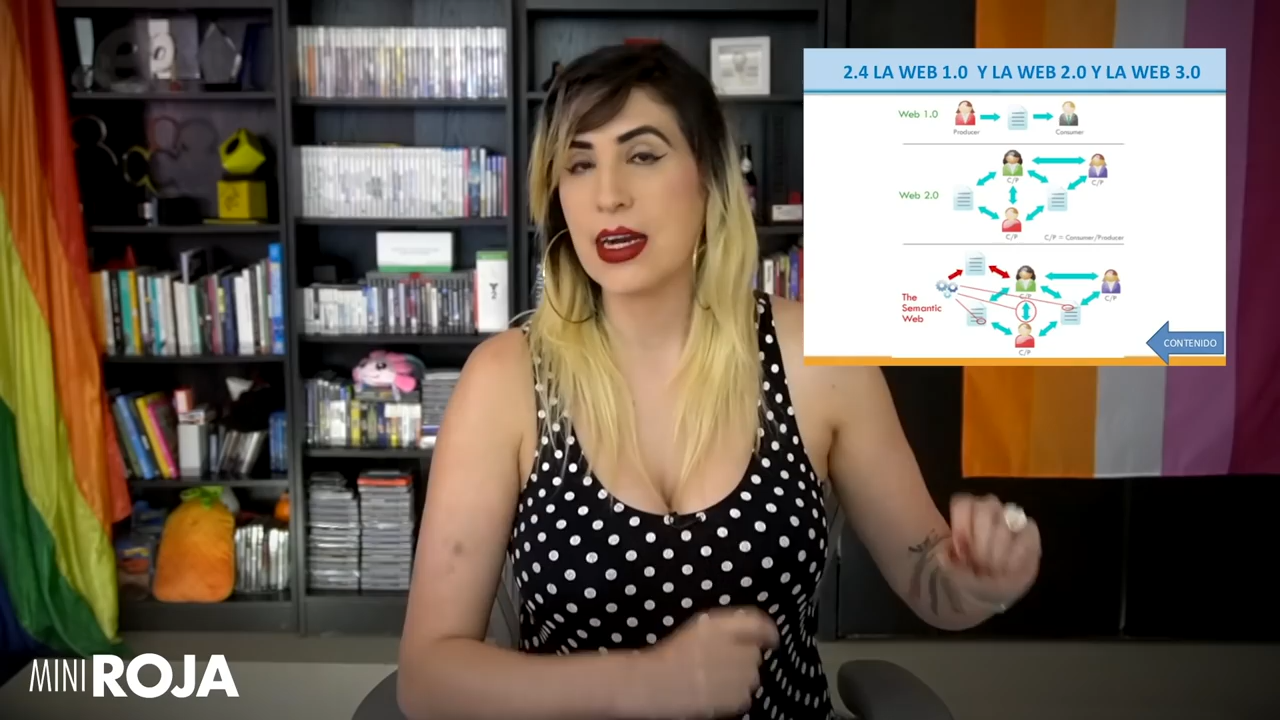 2.4 LA WEB 1.0 Y LA WEB 2.0 Y LA WEB 3.0
Web 1.0
Producer
Consumer
C/P
C/P
Web 2.0
C/P
C/P = Consumer/Producer
C/P
C/P
The
Semantic
Web
C/P
CONTENIDO
MINI ROJA